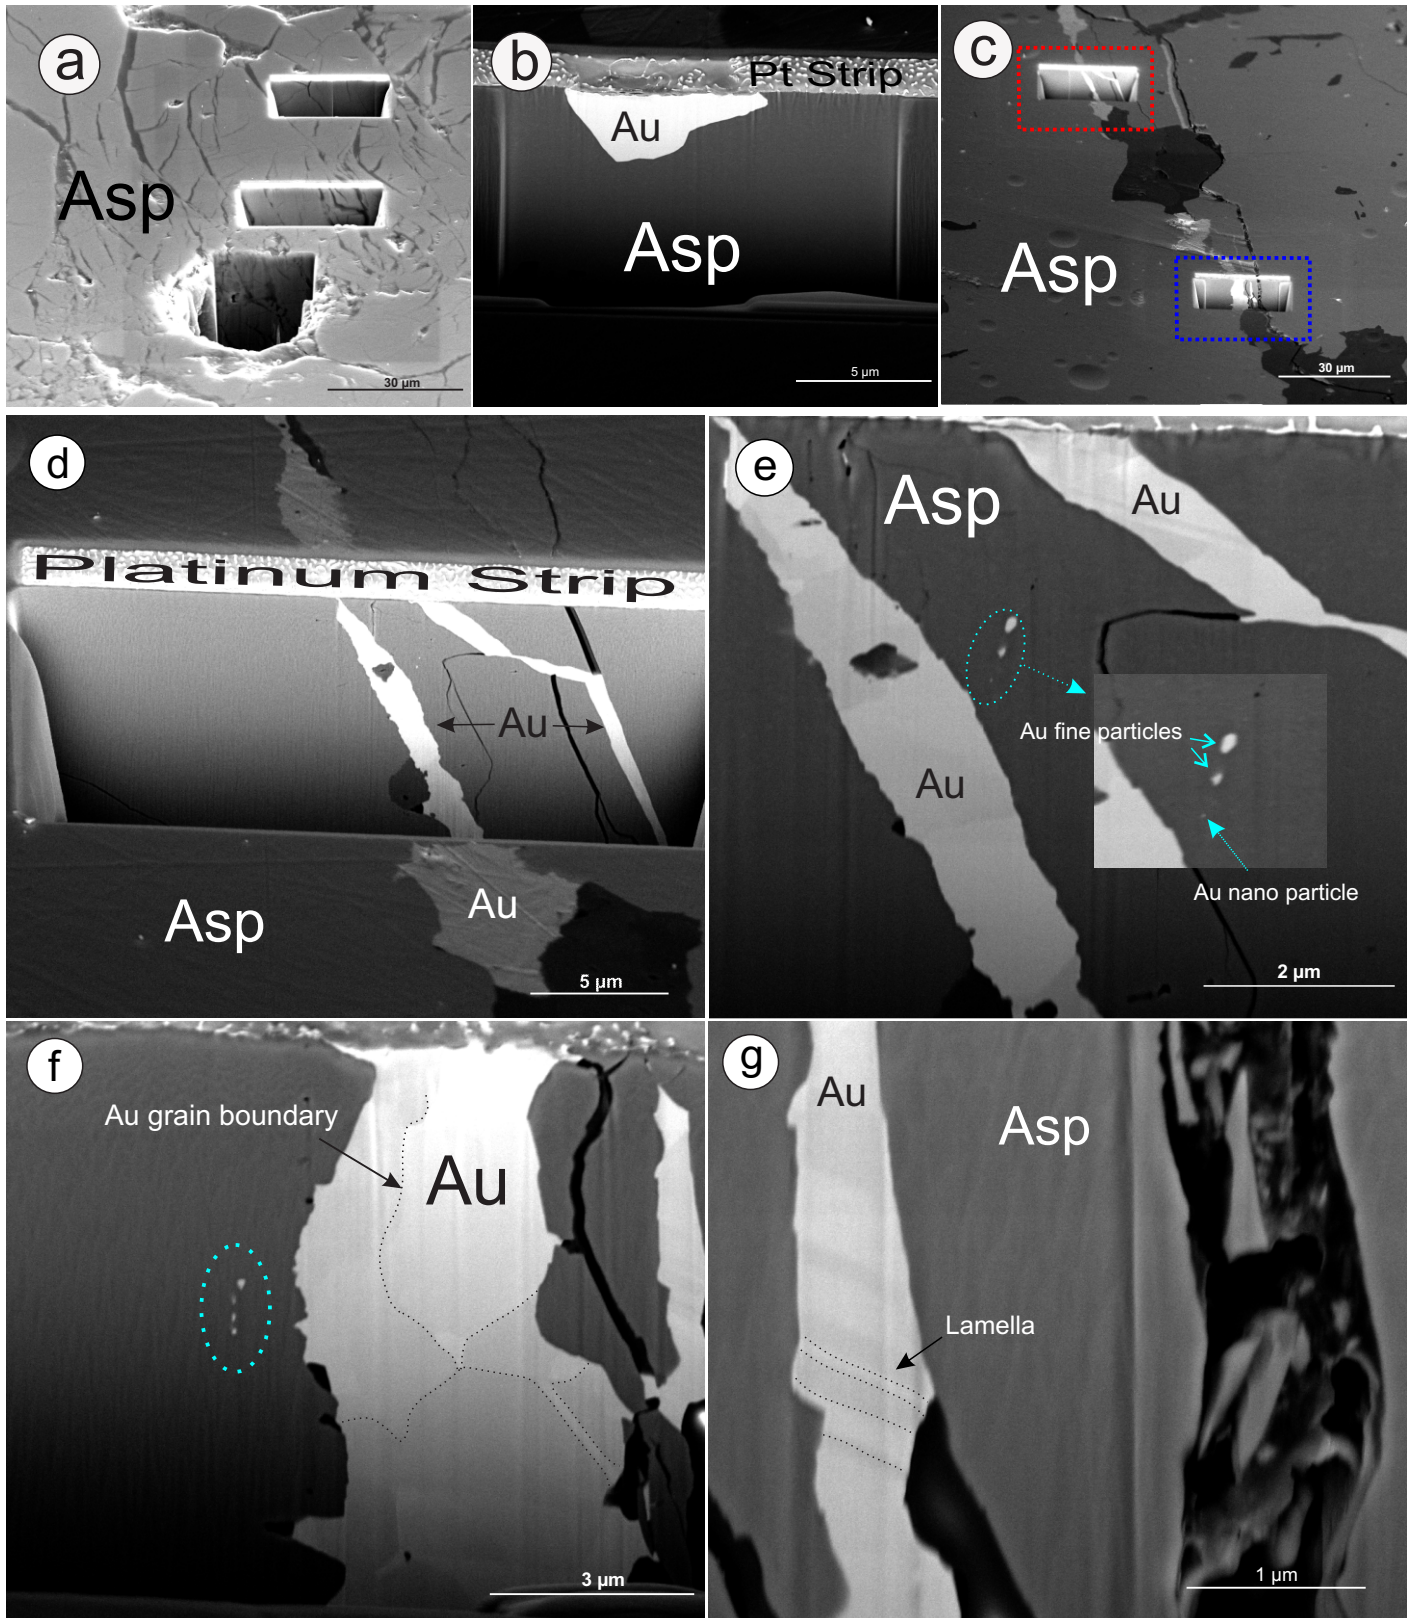 a
Asp
30 µm
b
Pt Strip
Au
Asp
5 µm
c
Asp
30 µm
d
Platinum Strip
Au
Asp
Au
5 µm
e
Asp
Au
Au fine particles
Au
Au nano particle
2 µm
f
Au grain boundary
Au
3 µm
g
Au
Asp
Lamella
1 µm